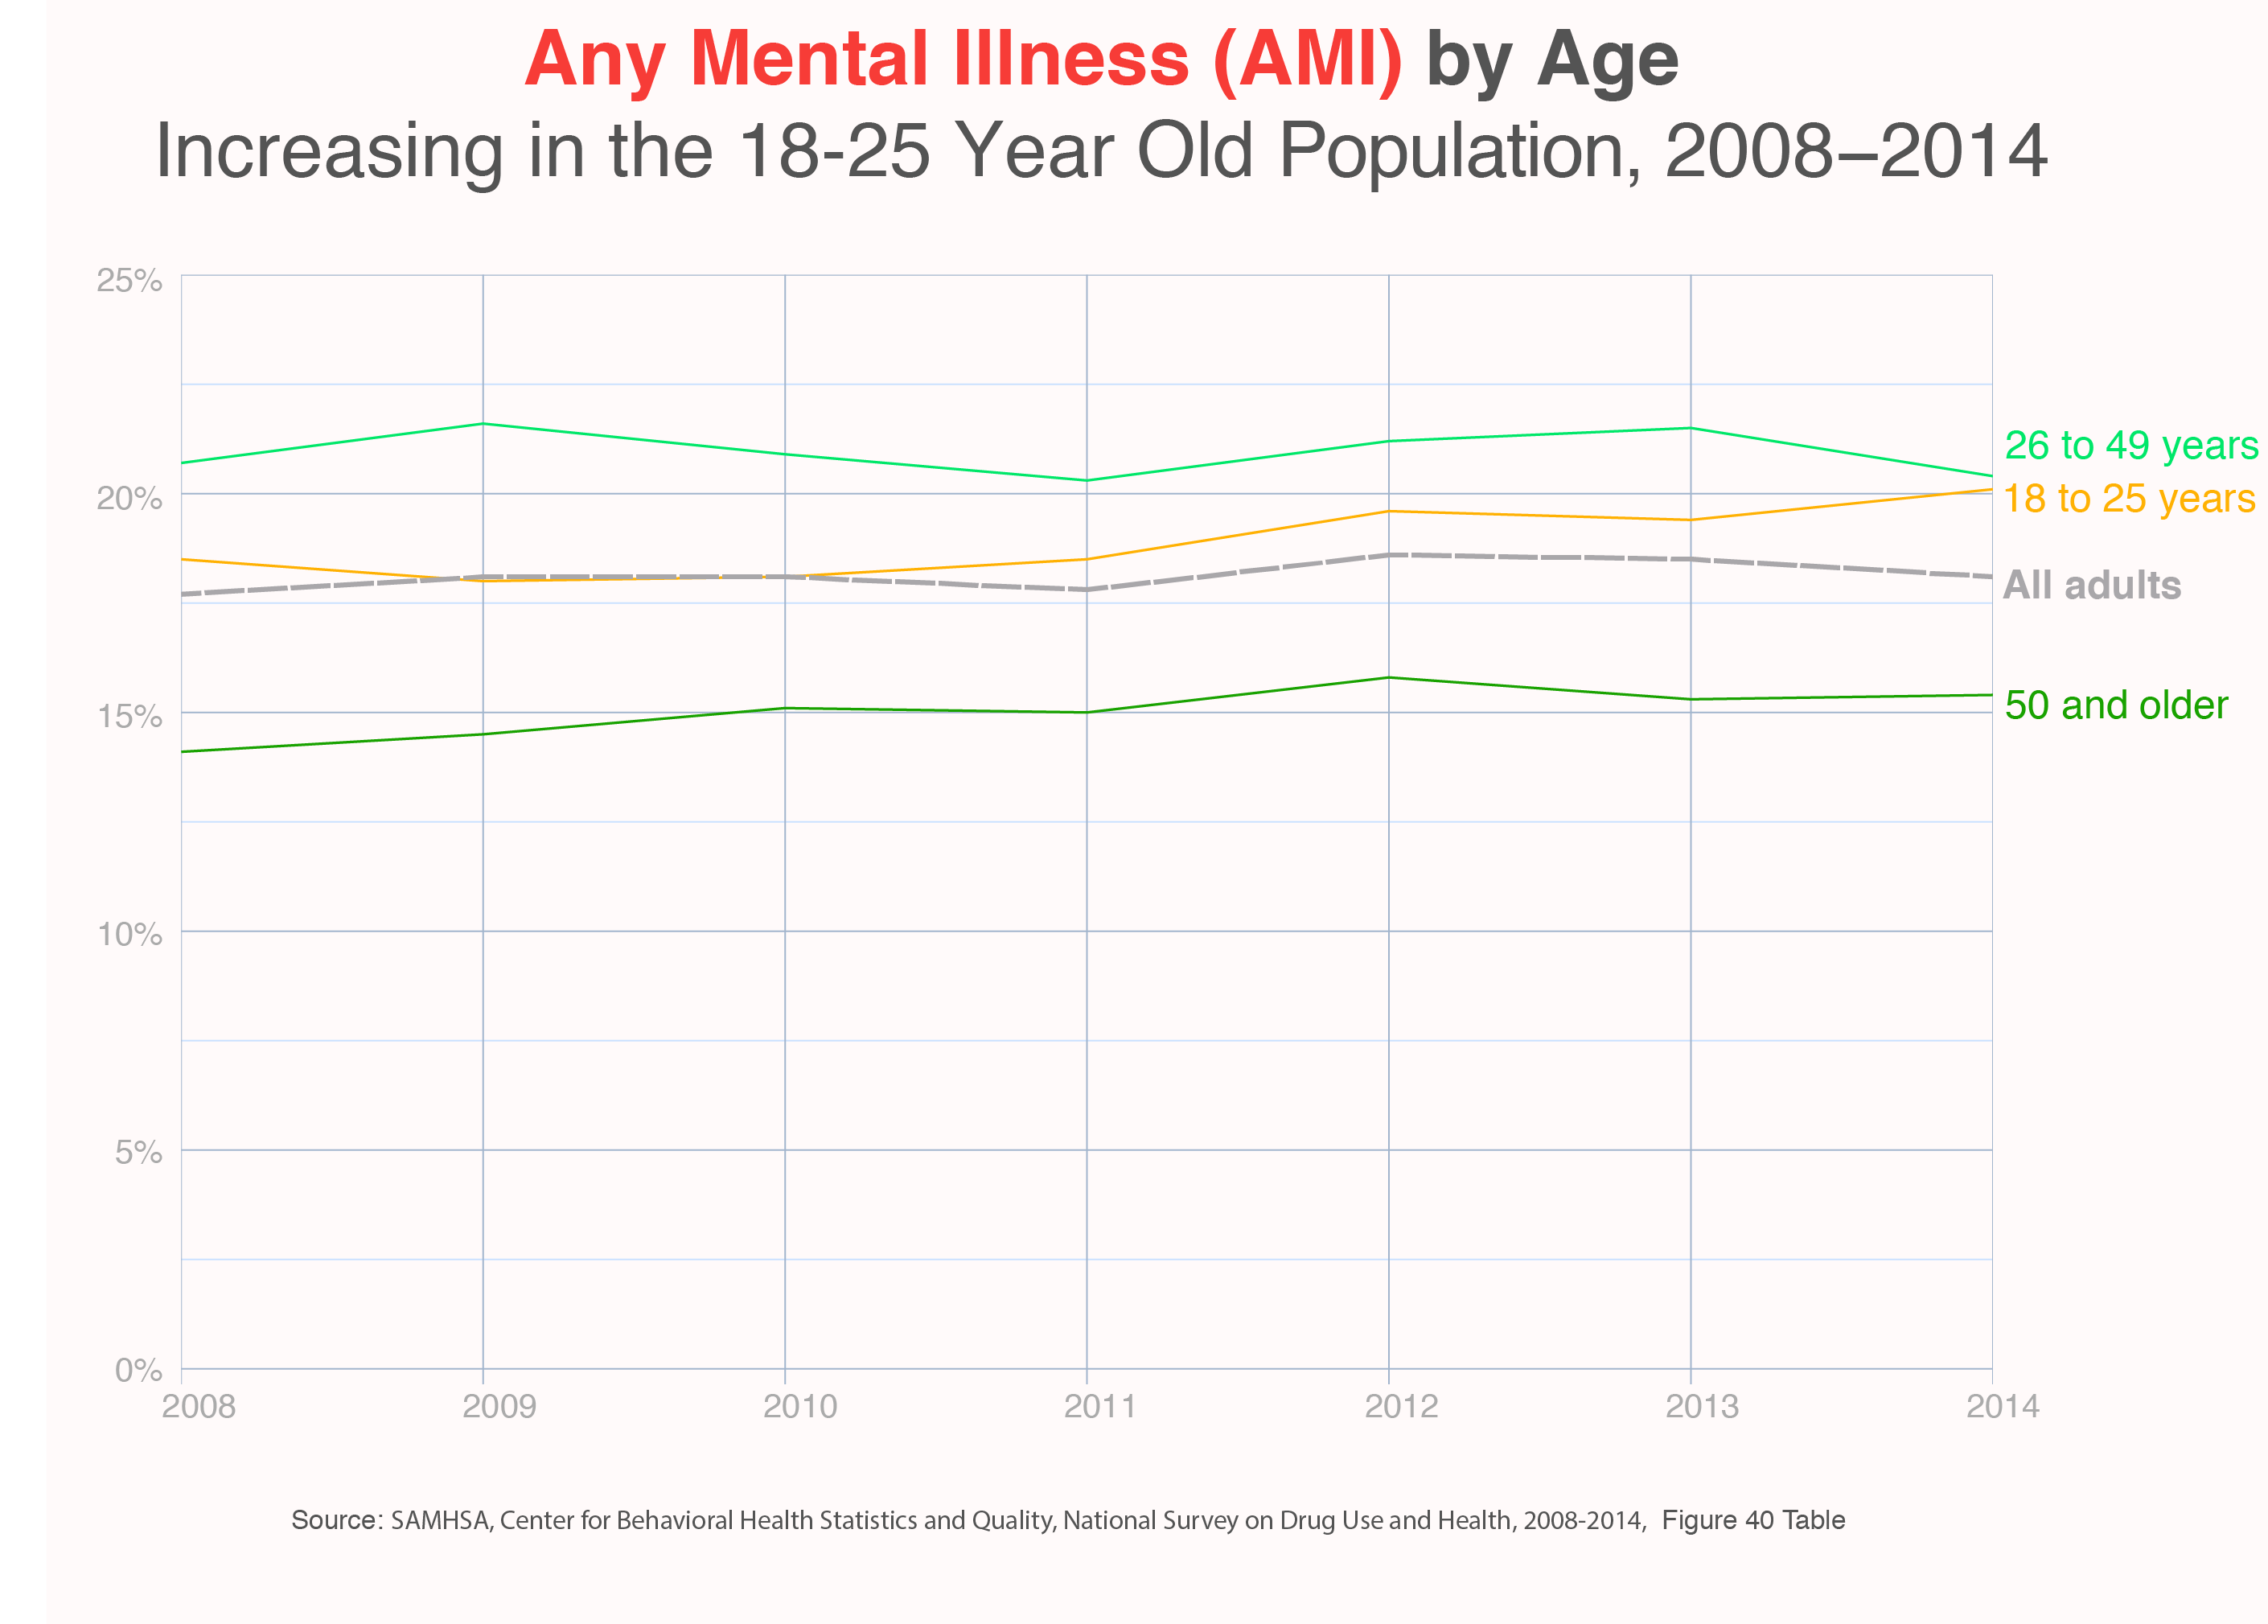 Any Mental Illness (AMI) by Age
Increasing in the 18-25 Year Old Population, 2008–2014
25%
26 to 49 years
20%
18 to 25 years
All adults
15%
50 and older
10%
5%
0%
2008 2009 2010 2011 2012 2013 2014
Source: SAMHSA, Center for Behavioral Health Statistics and Quality, National Survey on Drug Use and Health, 2008-2014, Figure 40 Table